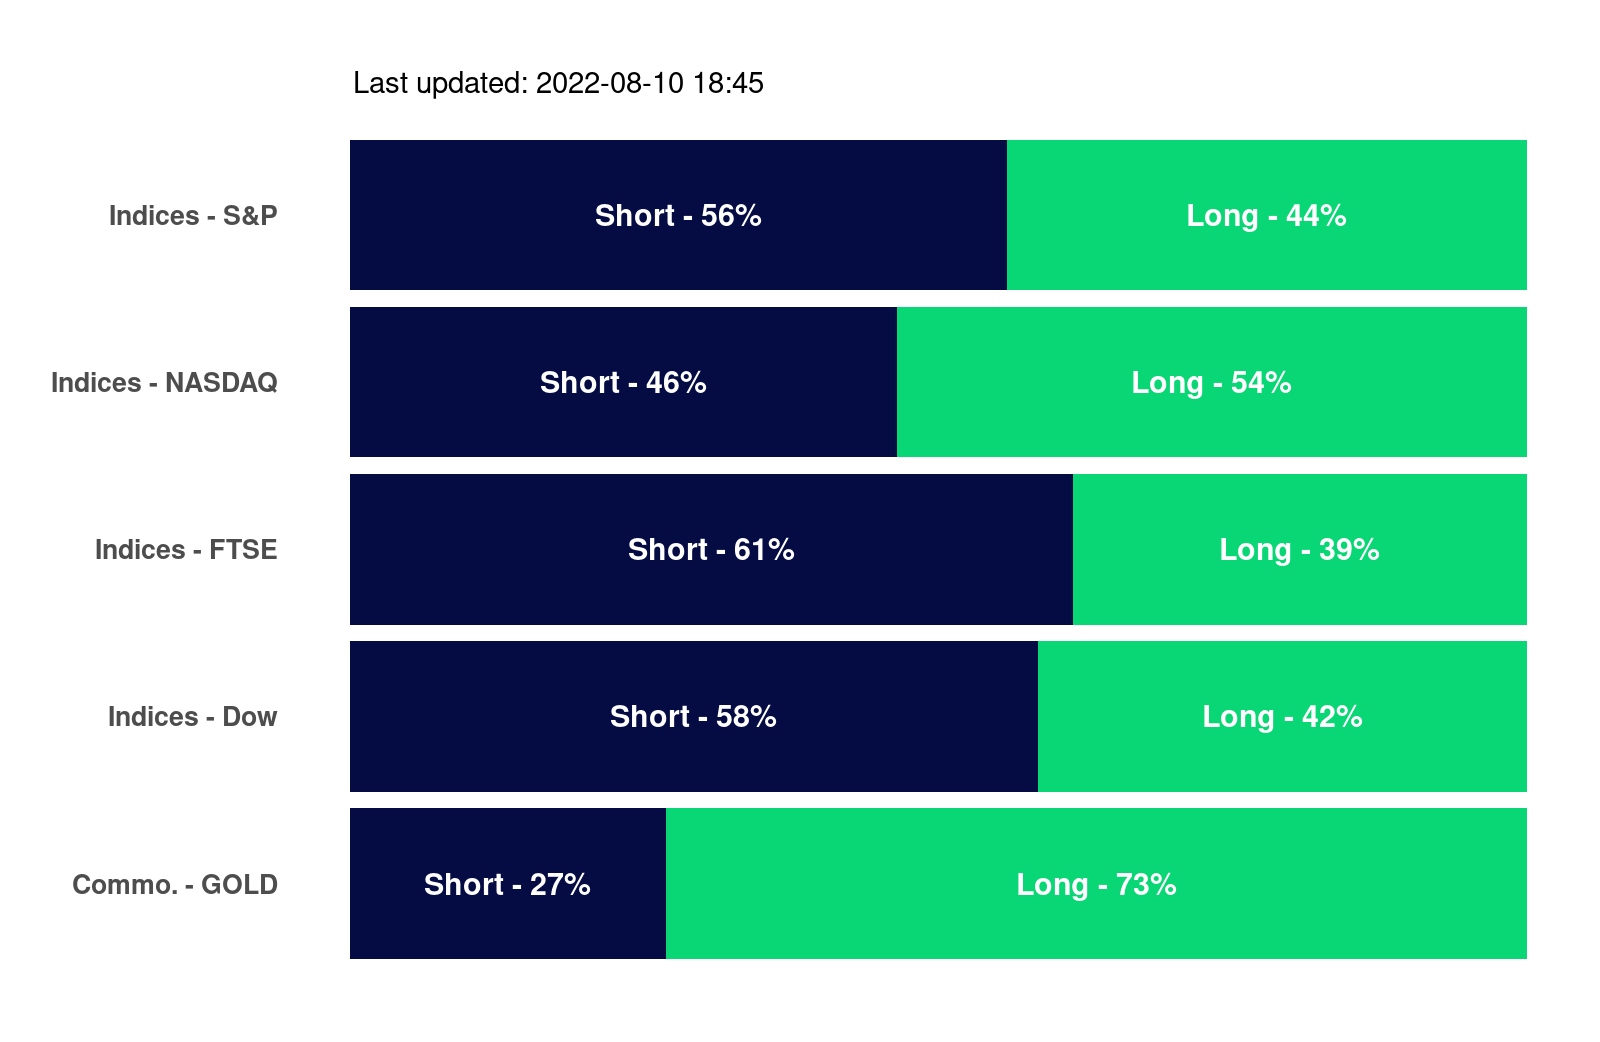 Last updated: 2022-08-10 18:45
Indices - S&P Short - 56% Long - 44%
Indices - NASDAQ Short - 46% Long - 54%
Indices - FTSE Short - 61% Long - 39%
Indices - Dow Short - 58% Long - 42%
Commo. - GOLD Short - 27% Long - 73%